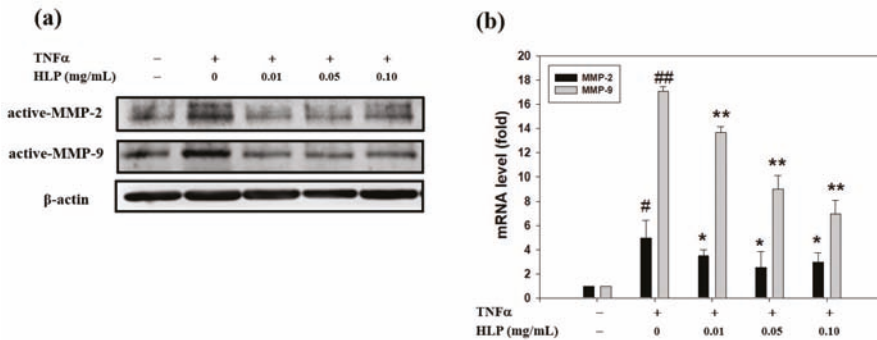 (a)
TNFα – + + + +
HLP (mg/mL) – 0 0.01 0.05 0.10
active-MMP-2
active-MMP-9
β-actin
(b)
mRNA level (fold)
20
18
16
14
12
10
8
6
4
2
0
MMP-2
MMP-9
#
##
*
**
*
**
*
**
TNFα – + + + +
HLP (mg/mL) – 0 0.01 0.05 0.10